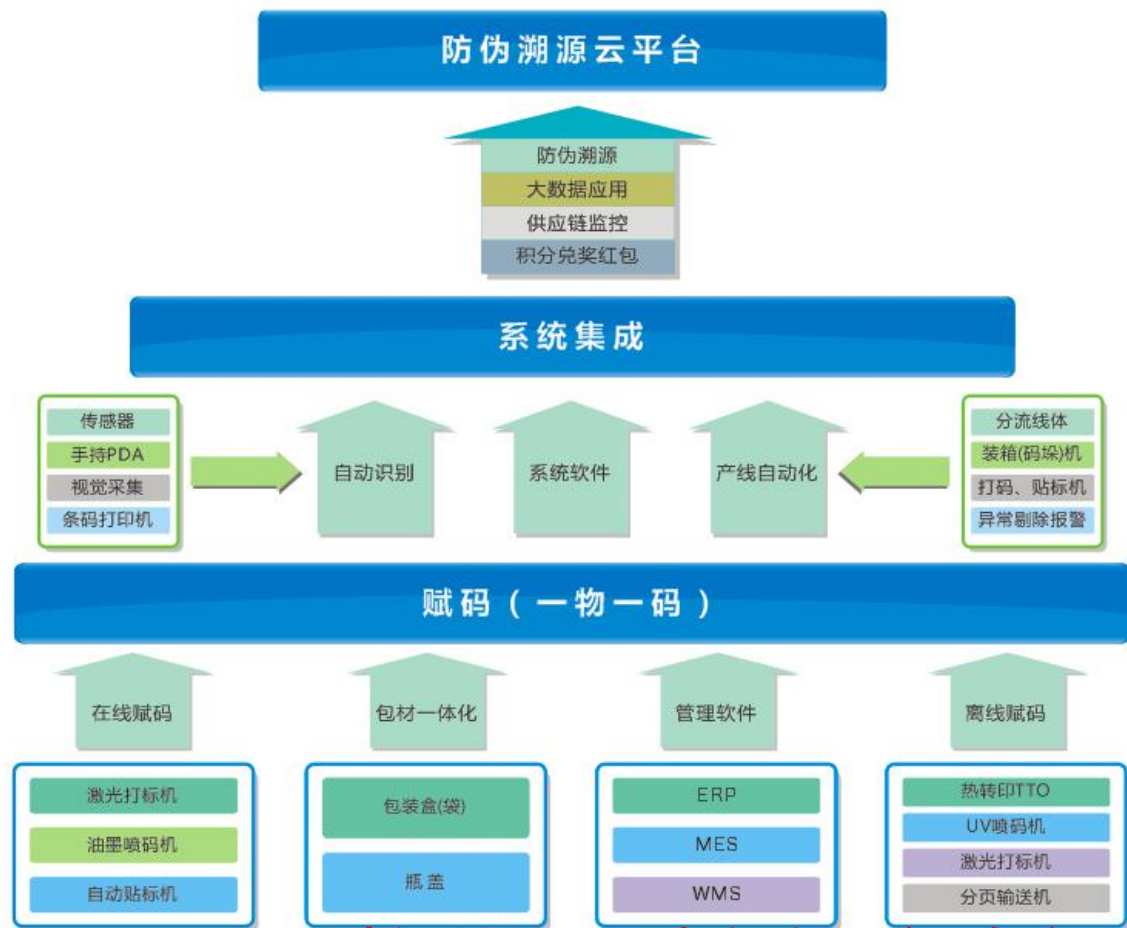 防伪溯源云平台
防伪溯源
大数据应用
供应链监控
积分兑奖红包
系统集成
传感器
手持PDA
视觉采集
条码打印机
自动识别
系统软件
产线自动化
分流线体
装箱(码垛)机
打码、贴标机
异常剔除报警
赋码（一物一码）
在线赋码
包材一体化
管理软件
离线赋码
激光打标机
油墨喷码机
自动贴标机
包装盒(袋)
瓶盖
ERP
MES
WMS
热转印TTO
UV喷码机
激光打标机
分页输送机